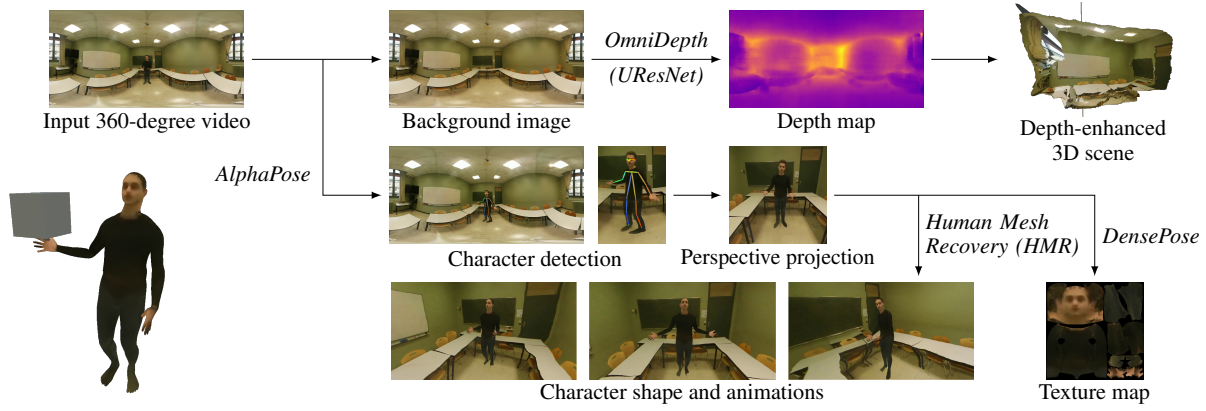 OmniDepth
(UResNet)
Input 360-degree video
Background image
Depth map
Depth-enhanced
3D scene
AlphaPose
Character detection
Perspective projection
Human Mesh
Recovery (HMR)
DensePose
Character shape and animations
Texture map